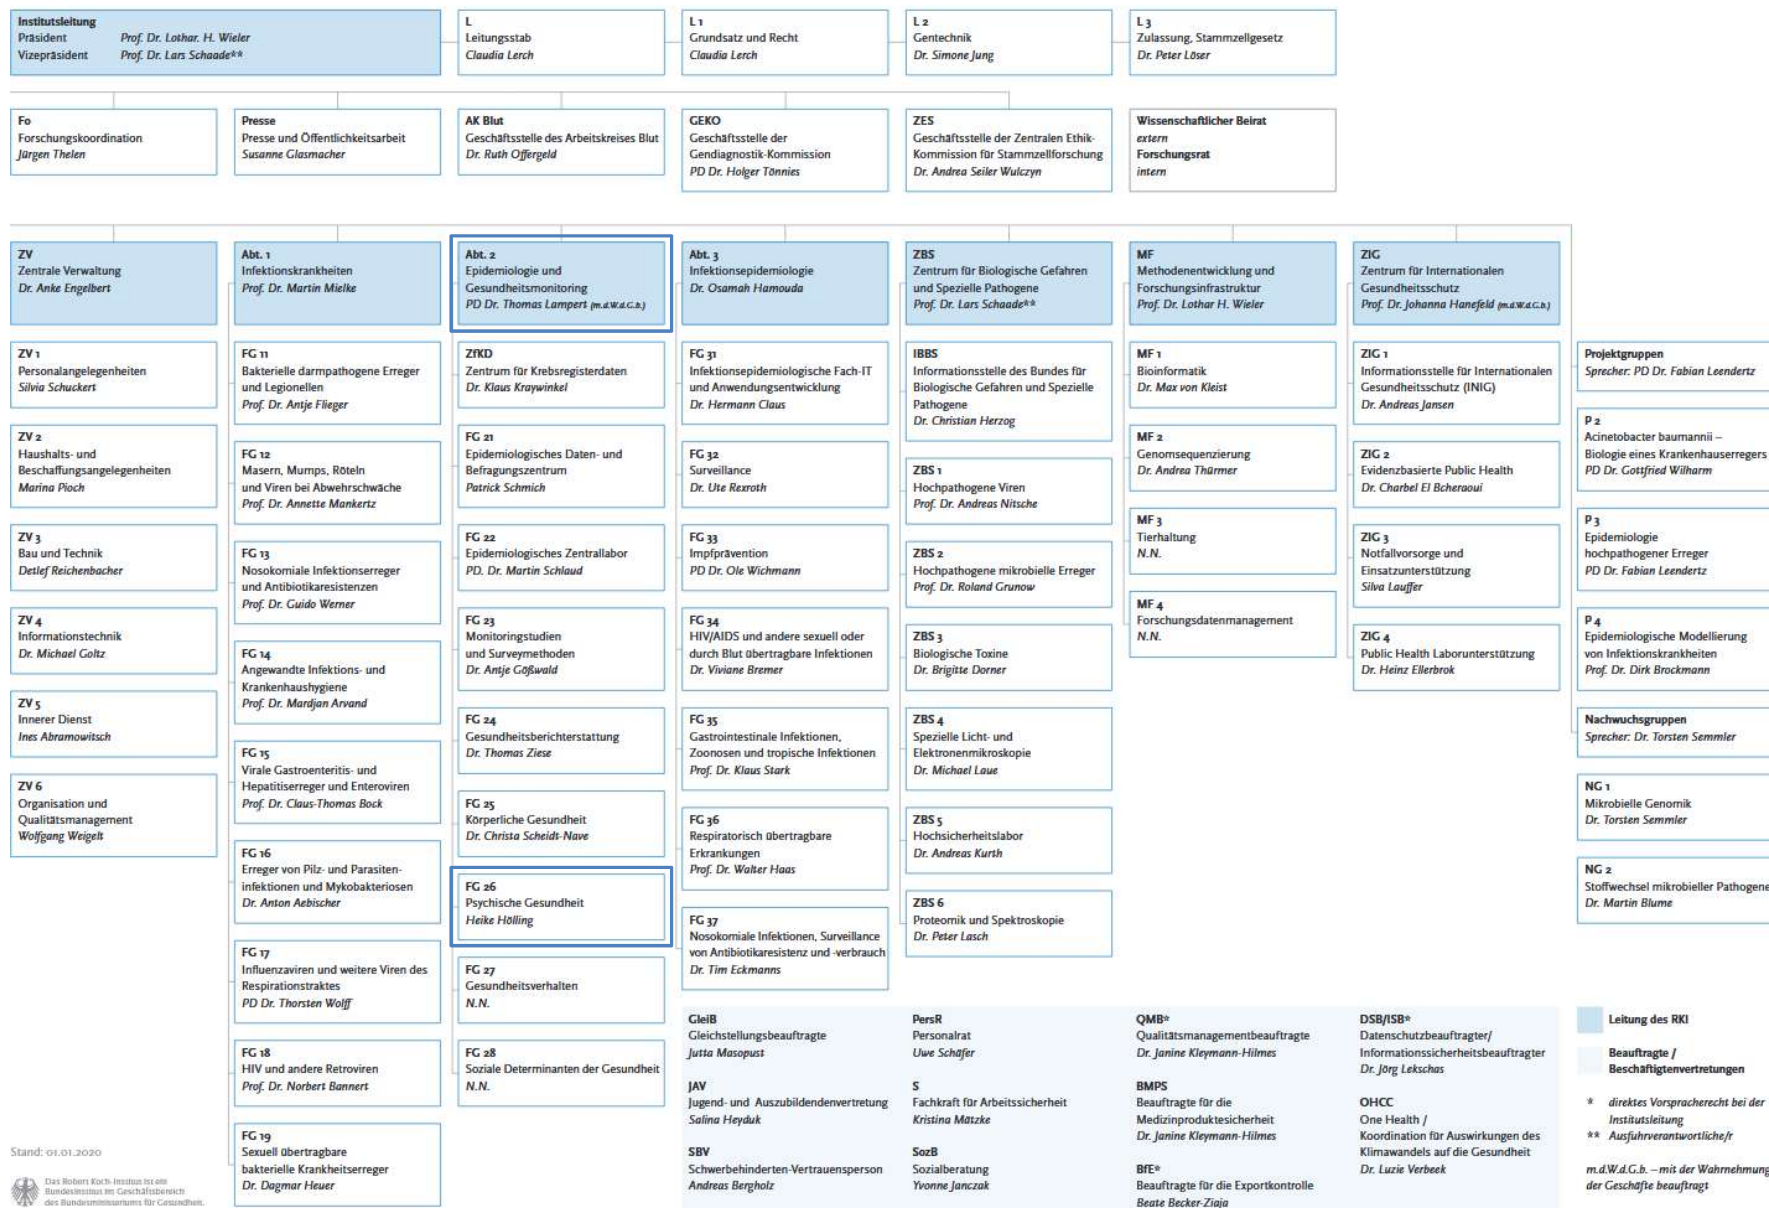 Institutsleitung
Präsident Prof. Dr. Lothar. H. Wieler
Vizepräsident Prof. Dr. Lars Schaade**
L
Leitungsstab
Claudia Lerch
L 1
Grundsatz und Recht
Claudia Lerch
L 2
Gentechnik
Dr. Simone Jung
L 3
Zulassung, Stammzellgesetz
Dr. Peter Löser
Fo
Forschungskoordination
Jürgen Thelen
Presse
Presse und Öffentlichkeitsarbeit
Susanne Glasmacher
AK Blut
Geschäftsstelle des Arbeitskreises Blut
Dr. Ruth Offergeld
GEKO
Geschäftsstelle der
Gendiagnostik-Kommission
PD Dr. Holger Tönnies
ZES
Geschäftsstelle der Zentralen Ethik-
Kommission für Stammzellforschung
Dr. Andrea Seiler Wulczyn
Wissenschaftlicher Beirat
extern
Forschungsrat
intern
ZV
Zentrale Verwaltung
Dr. Anke Engelbert
ZV 1
Personalangelegenheiten
Silvia Schuckert
ZV 2
Haushalts- und
Beschaffungsangelegenheiten
Marina Pioch
ZV 3
Bau und Technik
Detlef Reichenbacher
ZV 4
Informationstechnik
Dr. Michael Goltz
ZV 5
Innerer Dienst
Ines Abramowitsch
ZV 6
Organisation und
Qualitätsmanagement
Wolfgang Weigelt
Abt. 1
Infektionskrankheiten
Prof. Dr. Martin Mielke
FG 11
Bakterielle darmpathogene Erreger
und Legionellen
Prof. Dr. Antje Flieger
FG 12
Masern, Mumps, Röteln
und Viren bei Abwehrschwäche
Prof. Dr. Annette Mankertz
FG 13
Nosokomiale Infektionserreger
und Antibiotikaresistenzen
Prof. Dr. Guido Werner
FG 14
Angewandte Infektions- und
Krankenhaushygiene
Prof. Dr. Mardjan Arvand
FG 15
Virale Gastroenteritis- und
Hepatitiserreger und Enteroviren
Prof. Dr. Claus-Thomas Bock
FG 16
Erreger von Pilz- und Parasiten-
infektionen und Mykobakteriosen
Dr. Anton Aebischer
FG 17
Influenzaviren und weitere Viren des
Respirationstraktes
PD Dr. Thorsten Wolff
FG 18
HIV und andere Retroviren
Prof. Dr. Norbert Bannert
FG 19
Sexuell übertragbare
bakterielle Krankheitserreger
Dr. Dagmar Heuer
Abt. 2
Epidemiologie und
Gesundheitsmonitoring
PD Dr. Thomas Lampert (m.d.W.d.G.b.)
ZfKD
Zentrum für Krebsregisterdaten
Dr. Klaus Kraywinkel
FG 21
Epidemiologisches Daten- und
Befragungszentrum
Patrick Schmich
FG 22
Epidemiologisches Zentrallabor
PD. Dr. Martin Schlaud
FG 23
Monitoringstudien
und Surveymethoden
Dr. Antje Gößwald
FG 24
Gesundheitsberichterstattung
Dr. Thomas Ziese
FG 25
Körperliche Gesundheit
Dr. Christa Scheidt-Nave
FG 26
Psychische Gesundheit
Heike Hölling
FG 27
Gesundheitsverhalten
N.N.
FG 28
Soziale Determinanten der Gesundheit
N.N.
Abt. 3
Infektionsepidemiologie
Dr. Osamah Hamouda
FG 31
Infektionsepidemiologische Fach-IT
und Anwendungsentwicklung
Dr. Hermann Claus
FG 32
Surveillance
Dr. Ute Rexroth
FG 33
Impfprävention
PD Dr. Ole Wichmann
FG 34
HIV/AIDS und andere sexuell oder
durch Blut übertragbare Infektionen
Dr. Viviane Bremer
FG 35
Gastrointestinale Infektionen,
Zoonosen und tropische Infektionen
Prof. Dr. Klaus Stark
FG 36
Respiratorisch übertragbare
Erkrankungen
Prof. Dr. Walter Haas
FG 37
Nosokomiale Infektionen, Surveillance
von Antibiotikaresistenz und -verbrauch
Dr. Tim Eckmanns
ZBS
Zentrum für Biologische Gefahren
und Spezielle Pathogene
Prof. Dr. Lars Schaade**
IBBS
Informationsstelle des Bundes für
Biologische Gefahren und Spezielle
Pathogene
Dr. Christian Herzog
ZBS 1
Hochpathogene Viren
Prof. Dr. Andreas Nitsche
ZBS 2
Hochpathogene mikrobielle Erreger
Prof. Dr. Roland Grunow
ZBS 3
Biologische Toxine
Dr. Brigitte Dorner
ZBS 4
Spezielle Licht- und
Elektronenmikroskopie
Dr. Michael Laue
ZBS 5
Hochsicherheitslabor
Dr. Andreas Kurth
ZBS 6
Proteomik und Spektroskopie
Dr. Peter Lasch
MF
Methodenentwicklung und
Forschungsinfrastruktur
Prof. Dr. Lothar H. Wieler
MF 1
Bioinformatik
Dr. Max von Kleist
MF 2
Genomsequenzierung
Dr. Andrea Thürmer
MF 3
Tierhaltung
N.N.
MF 4
Forschungsdatenmanagement
N.N.
ZIG
Zentrum für Internationalen
Gesundheitsschutz
Prof. Dr. Johanna Hanefeld (m.d.W.d.G.b.)
ZIG 1
Informationsstelle für Internationalen
Gesundheitsschutz (INIG)
Dr. Andreas Jansen
ZIG 2
Evidenzbasierte Public Health
Dr. Charbel El Bcheraoui
ZIG 3
Notfallvorsorge und
Einsatzunterstützung
Silva Lauffer
ZIG 4
Public Health Laborunterstützung
Dr. Heinz Ellerbrok
Projektgruppen
Sprecher: PD Dr. Fabian Leendertz
P 2
Acinetobacter baumannii –
Biologie eines Krankenhauserregers
PD Dr. Gottfried Wilharm
P 3
Epidemiologie
hochpathogener Erreger
PD Dr. Fabian Leendertz
P 4
Epidemiologische Modellierung
von Infektionskrankheiten
Prof. Dr. Dirk Brockmann
Nachwuchsgruppen
Sprecher: Dr. Torsten Semmler
NG 1
Mikrobielle Genomik
Dr. Torsten Semmler
NG 2
Stoffwechsel mikrobieller Pathogene
Dr. Martin Blume
GleiB
Gleichstellungsbeauftragte
Jutta Masopust
JAV
Jugend- und Auszubildendenvertretung
Salina Heyduk
SBV
Schwerbehinderten-Vertrauensperson
Andreas Bergholz
PersR
Personalrat
Uwe Schäfer
S
Fachkraft für Arbeitssicherheit
Kristina Mätzke
SozB
Sozialberatung
Yvonne Janczak
QMB*
Qualitätsmanagementbeauftragte
Dr. Janine Kleymann-Hilmes
BMPS
Beauftragte für die
Medizinproduktesicherheit
Dr. Janine Kleymann-Hilmes
BfE*
Beauftragte für die Exportkontrolle
Beate Becker-Ziaja
DSB/ISB*
Datenschutzbeauftragter/
Informationssicherheitsbeauftragter
Dr. Jörg Lekschas
OHCC
One Health /
Koordination für Auswirkungen des
Klimawandels auf die Gesundheit
Dr. Luzie Verbeek
Leitung des RKI
Beauftragte /
Beschäftigtenvertretungen
* direktes Vorspracherecht bei der
Institutsleitung
** Ausfuhrverantwortliche/r
m.d.W.d.G.b. – mit der Wahrnehmung
der Geschäfte beauftragt
Stand: 01.01.2020
Das Robert Koch-Institut ist ein
Bundesinstitut im Geschäftsbereich
des Bundesministeriums für Gesundheit.